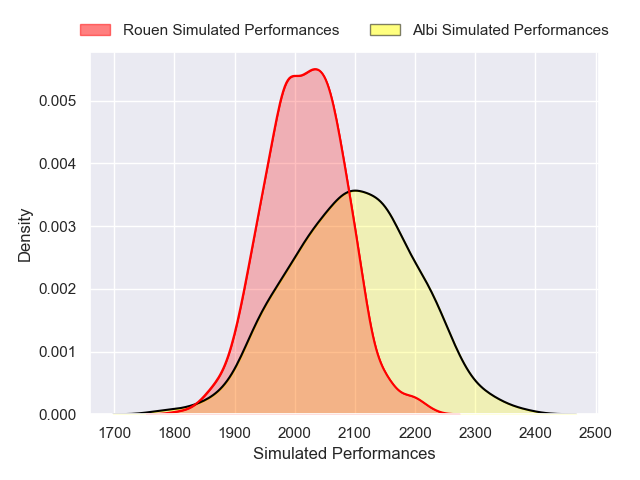 Rouen Simulated Performances Albi Simulated Performances
0.005
0.004
0.003
0.002
0.001
0.000
Density
1700 1800 1900 2000 2100 2200 2300 2400 2500
Simulated Performances